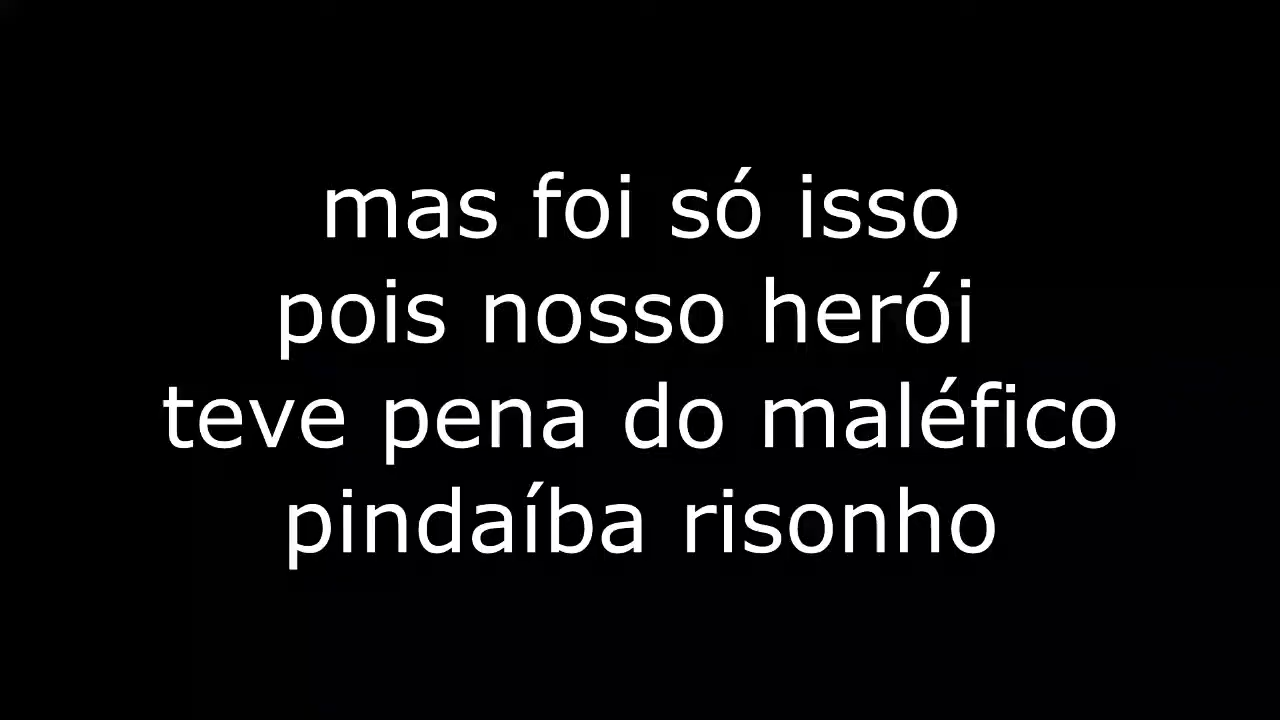 mas foi só isso
pois nosso herói
teve pena do maléfico
pindaíba risonho